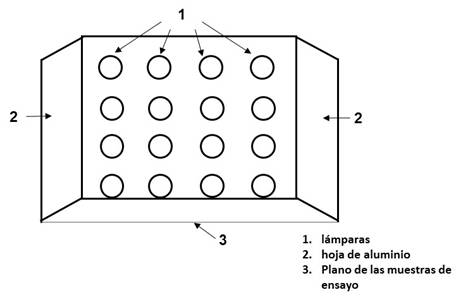 1
2
2
3
1. lámparas
2. hoja de aluminio
3. Plano de las muestras de
ensayo